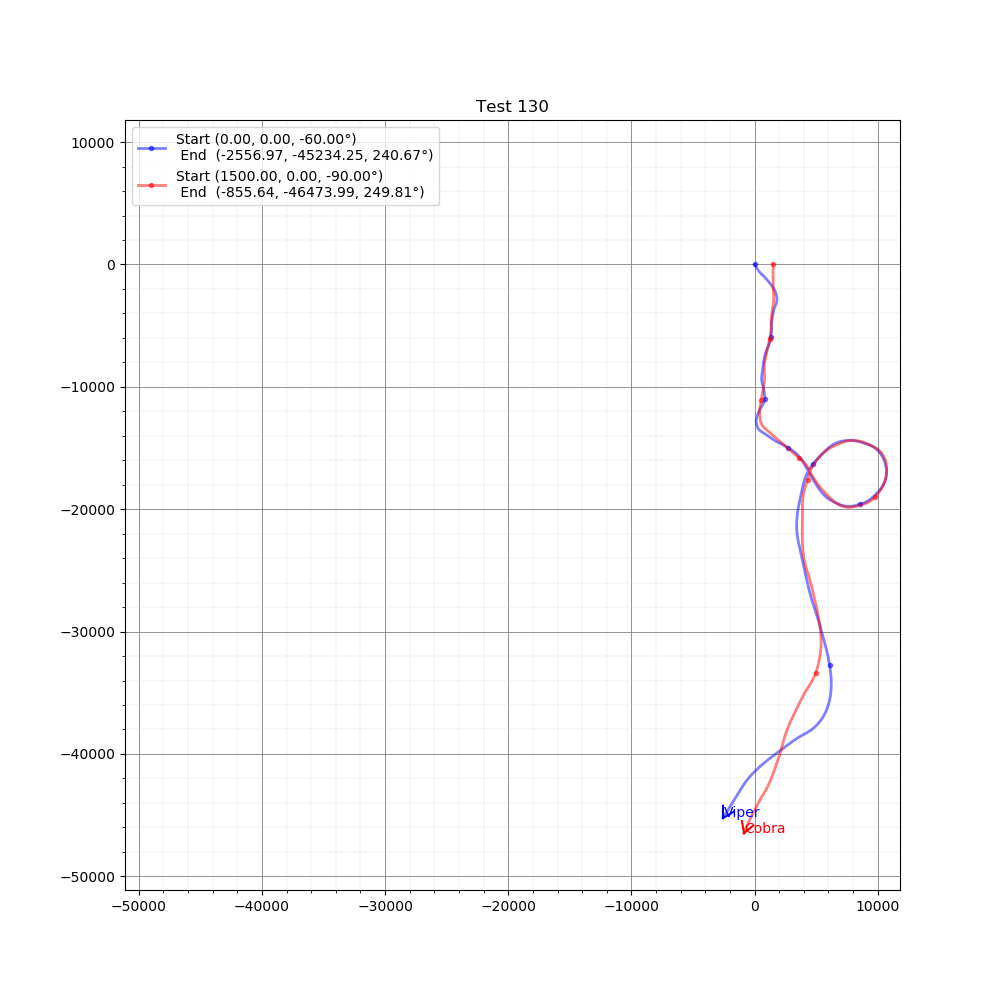 Test 130
Start (0.00, 0.00, -60.00°)
End (-2556.97, -45234.25, 240.67°)
Start (1500.00, 0.00, -90.00°)
End (-855.64, -46473.99, 249.81°)
10000
0
−10000
−20000
−30000
−40000
−50000
Viper
Cobra
−50000 −40000 −30000 −20000 −10000 0 10000